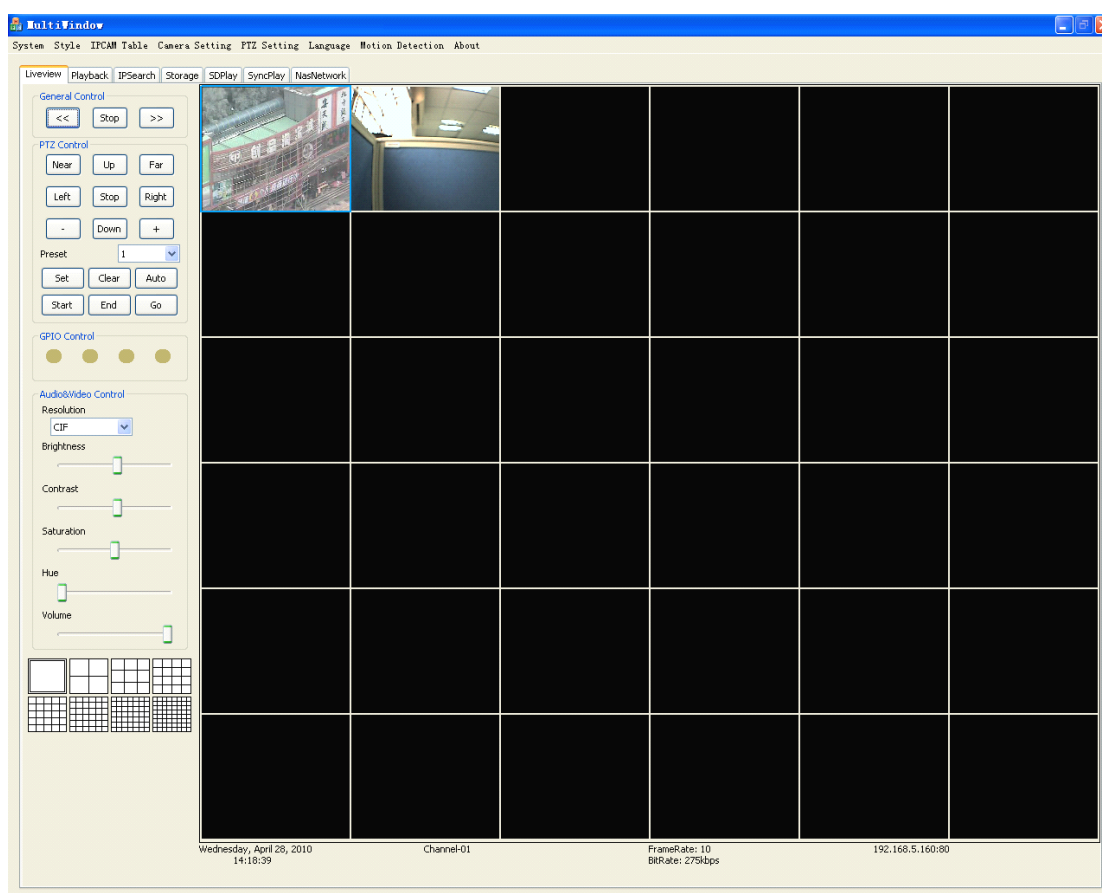 MultiWindow
System Style IPCAM Table Camera Setting PTZ Setting Language Motion Detection About
Liveview Playback IPSearch Storage SDPlay SyncPlay NasNetwork
General Control
<< Stop >>
PTZ Control
Near Up Far
Left Stop Right
- Down +
Preset 1
Set Clear Auto
Start End Go
GPIO Control
Audio&Video Control
Resolution
CIF
Brightness
Contrast
Saturation
Hue
Volume
Wednesday, April 28, 2010 Channel-01 FrameRate: 10 192.168.5.160:80
14:18:39 BitRate: 275kbps